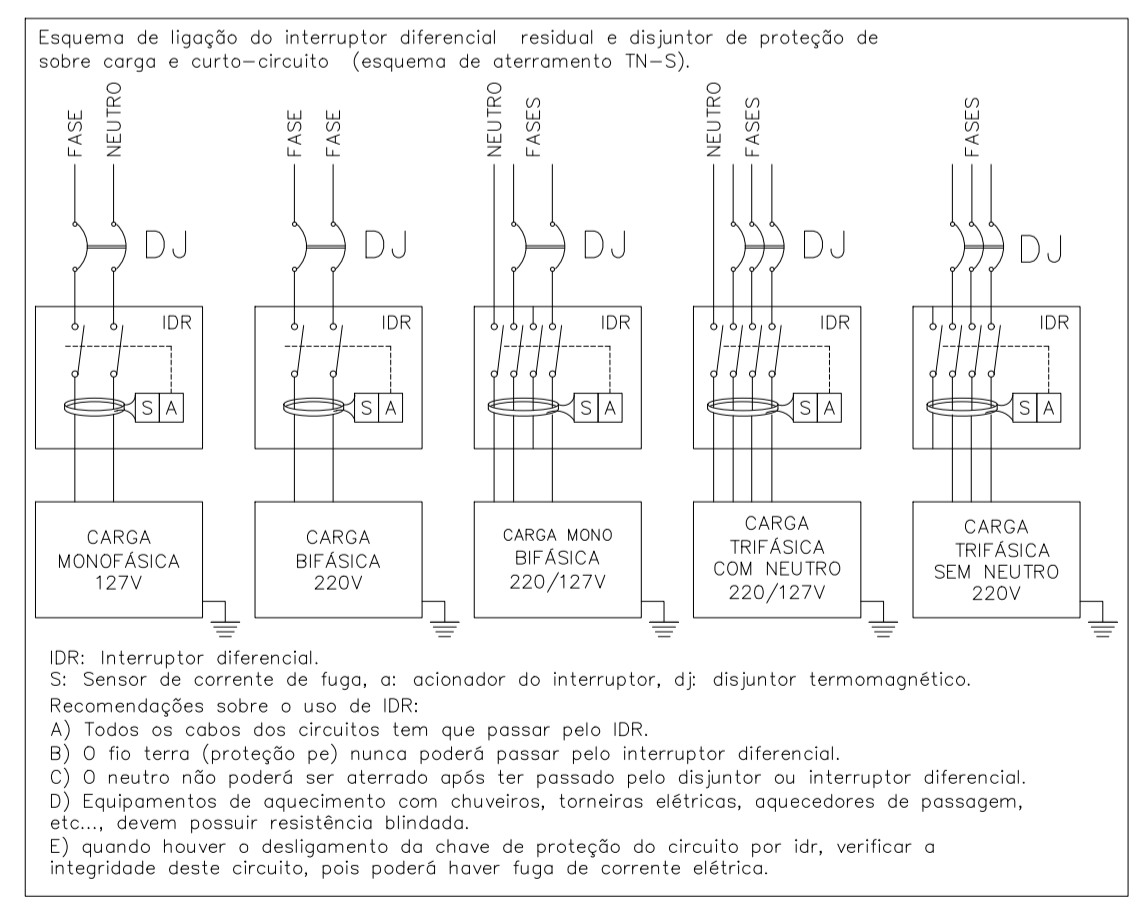 Esquema de ligação do interruptor diferencial residual e disjuntor de proteção de
sobre carga e curto-circuito (esquema de aterramento TN-S).
FASE
NEUTRO
FASE
FASE
NEUTRO
FASES
NEUTRO
FASES
FASES
DJ
DJ
DJ
DJ
DJ
IDR
IDR
IDR
IDR
IDR
S A
S A
S A
S A
S A
CARGA
MONOFÁSICA
127V
CARGA
BIFÁSICA
220V
CARGA MONO
BIFÁSICA
220/127V
CARGA
TRIFÁSICA
COM NEUTRO
220/127V
CARGA
TRIFÁSICA
SEM NEUTRO
220V
IDR: Interruptor diferencial.
S: Sensor de corrente de fuga, a: acionador do interruptor, dj: disjuntor termomagnético.
Recomendações sobre o uso de IDR:
A) Todos os cabos dos circuitos tem que passar pelo IDR.
B) O fio terra (proteção pe) nunca poderá passar pelo interruptor diferencial.
C) O neutro não poderá ser aterrado após ter passado pelo disjuntor ou interruptor diferencial.
D) Equipamentos de aquecimento com chuveiros, torneiras elétricas, aquecedores de passagem,
etc..., devem possuir resistência blindada.
E) quando houver o desligamento da chave de proteção do circuito por idr, verificar a
integridade deste circuito, pois poderá haver fuga de corrente elétrica.